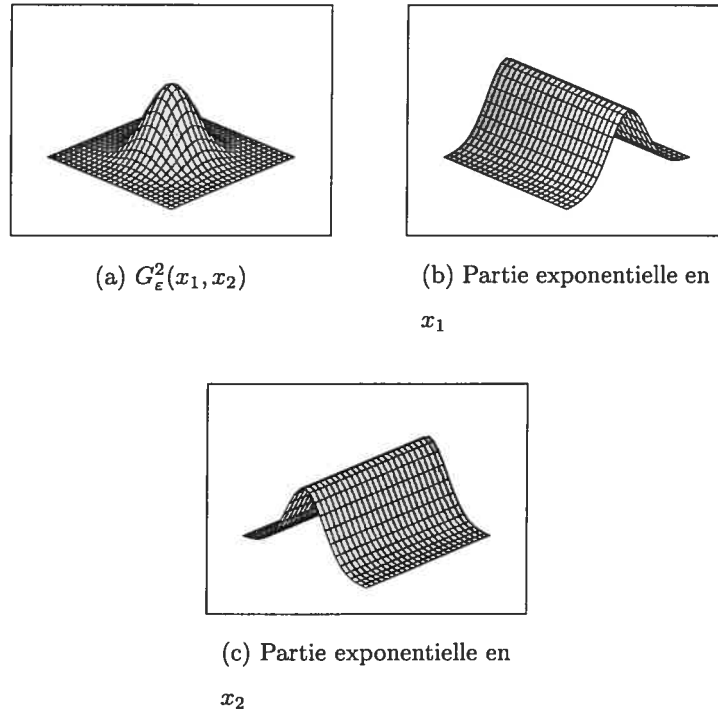 (a) $G_{\varepsilon}^{2}(x_1, x_2)$
(b) Partie exponentielle en
$x_1$
(c) Partie exponentielle en
$x_2$